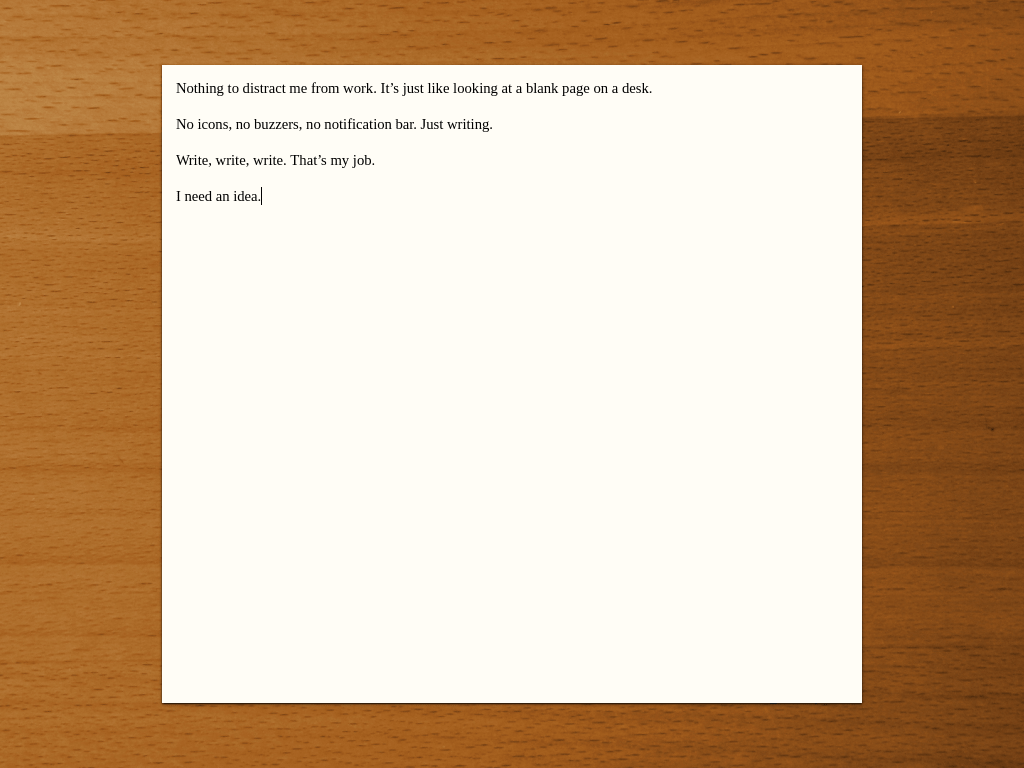 Nothing to distract me from work. It’s just like looking at a blank page on a desk.
No icons, no buzzers, no notification bar. Just writing.
Write, write, write. That’s my job.
I need an idea.